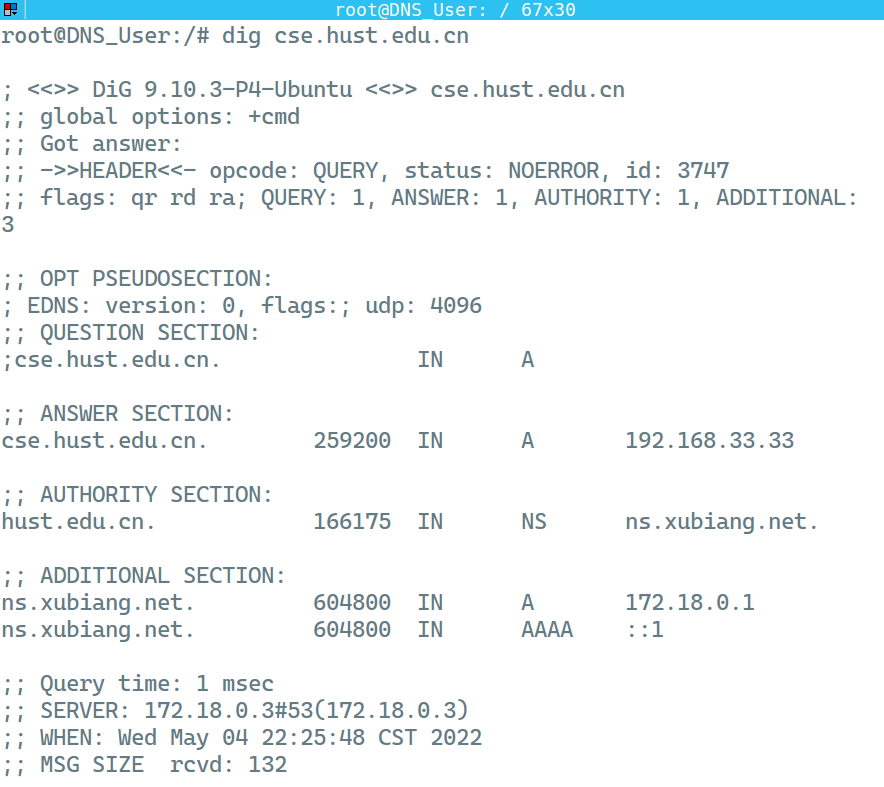 root@DNS_User: / 67x30
root@DNS_User:/# dig cse.hust.edu.cn
; <<>> DiG 9.10.3-P4-Ubuntu <<>> cse.hust.edu.cn
;; global options: +cmd
;; Got answer:
;; ->>HEADER<<- opcode: QUERY, status: NOERROR, id: 3747
;; flags: qr rd ra; QUERY: 1, ANSWER: 1, AUTHORITY: 1, ADDITIONAL:
3
;; OPT PSEUDOSECTION:
; EDNS: version: 0, flags:; udp: 4096
;; QUESTION SECTION:
;cse.hust.edu.cn. IN A
;; ANSWER SECTION:
cse.hust.edu.cn. 259200 IN A 192.168.33.33
;; AUTHORITY SECTION:
hust.edu.cn. 166175 IN NS ns.xubiang.net.
;; ADDITIONAL SECTION:
ns.xubiang.net. 604800 IN A 172.18.0.1
ns.xubiang.net. 604800 IN AAAA ::1
;; Query time: 1 msec
;; SERVER: 172.18.0.3#53(172.18.0.3)
;; WHEN: Wed May 04 22:25:48 CST 2022
;; MSG SIZE  rcvd: 132